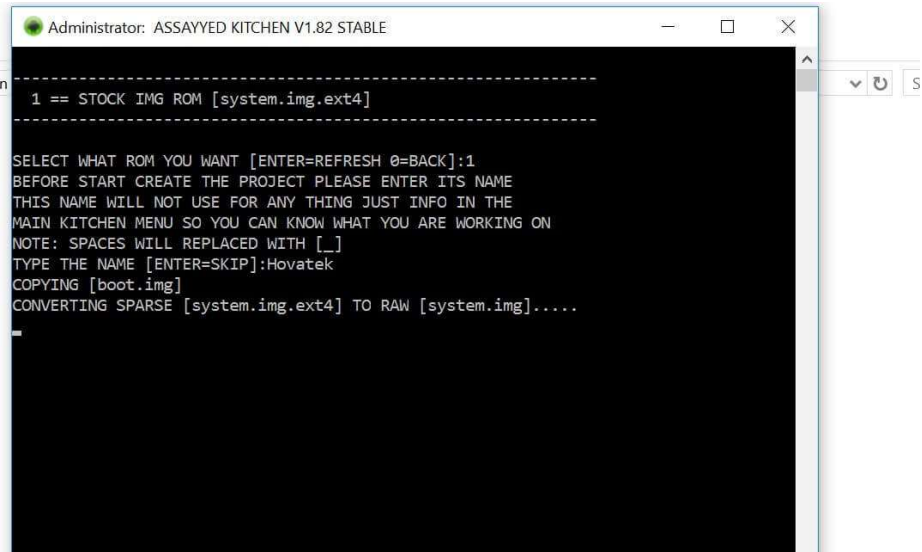 Administrator: ASSAYYED KITCHEN V1.82 STABLE
------------------------------------------------------------
1 == STOCK IMG ROM [system.img.ext4]
------------------------------------------------------------
SELECT WHAT ROM YOU WANT [ENTER=REFRESH 0=BACK]:1
BEFORE START CREATE THE PROJECT PLEASE ENTER ITS NAME
THIS NAME WILL NOT USE FOR ANY THING JUST INFO IN THE
MAIN KITCHEN MENU SO YOU CAN KNOW WHAT YOU ARE WORKING ON
NOTE: SPACES WILL REPLACED WITH [_]
TYPE THE NAME [ENTER=SKIP]:Hovatek
COPYING [boot.img]
CONVERTING SPARSE [system.img.ext4] TO RAW [system.img].....